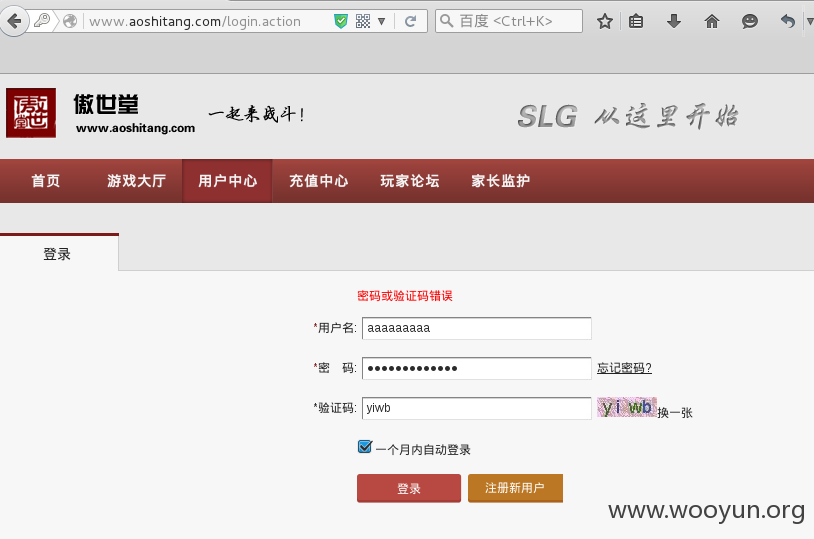 www.aoshitang.com/login.action
百度 <Ctrl+K>
傲世堂
傲世堂
www.aoshitang.com
一起来战斗!
SLG 从这里开始
首页 游戏大厅 用户中心 充值中心 玩家论坛 家长监护
登录
密码或验证码错误
*用户名: aaaaaaaaa
*密 码: ●●●●●●●●●●●●● 忘记密码?
*验证码: yiwb yiwb 换一张
一个月内自动登录
登录 注册新用户
www.wooyun.org